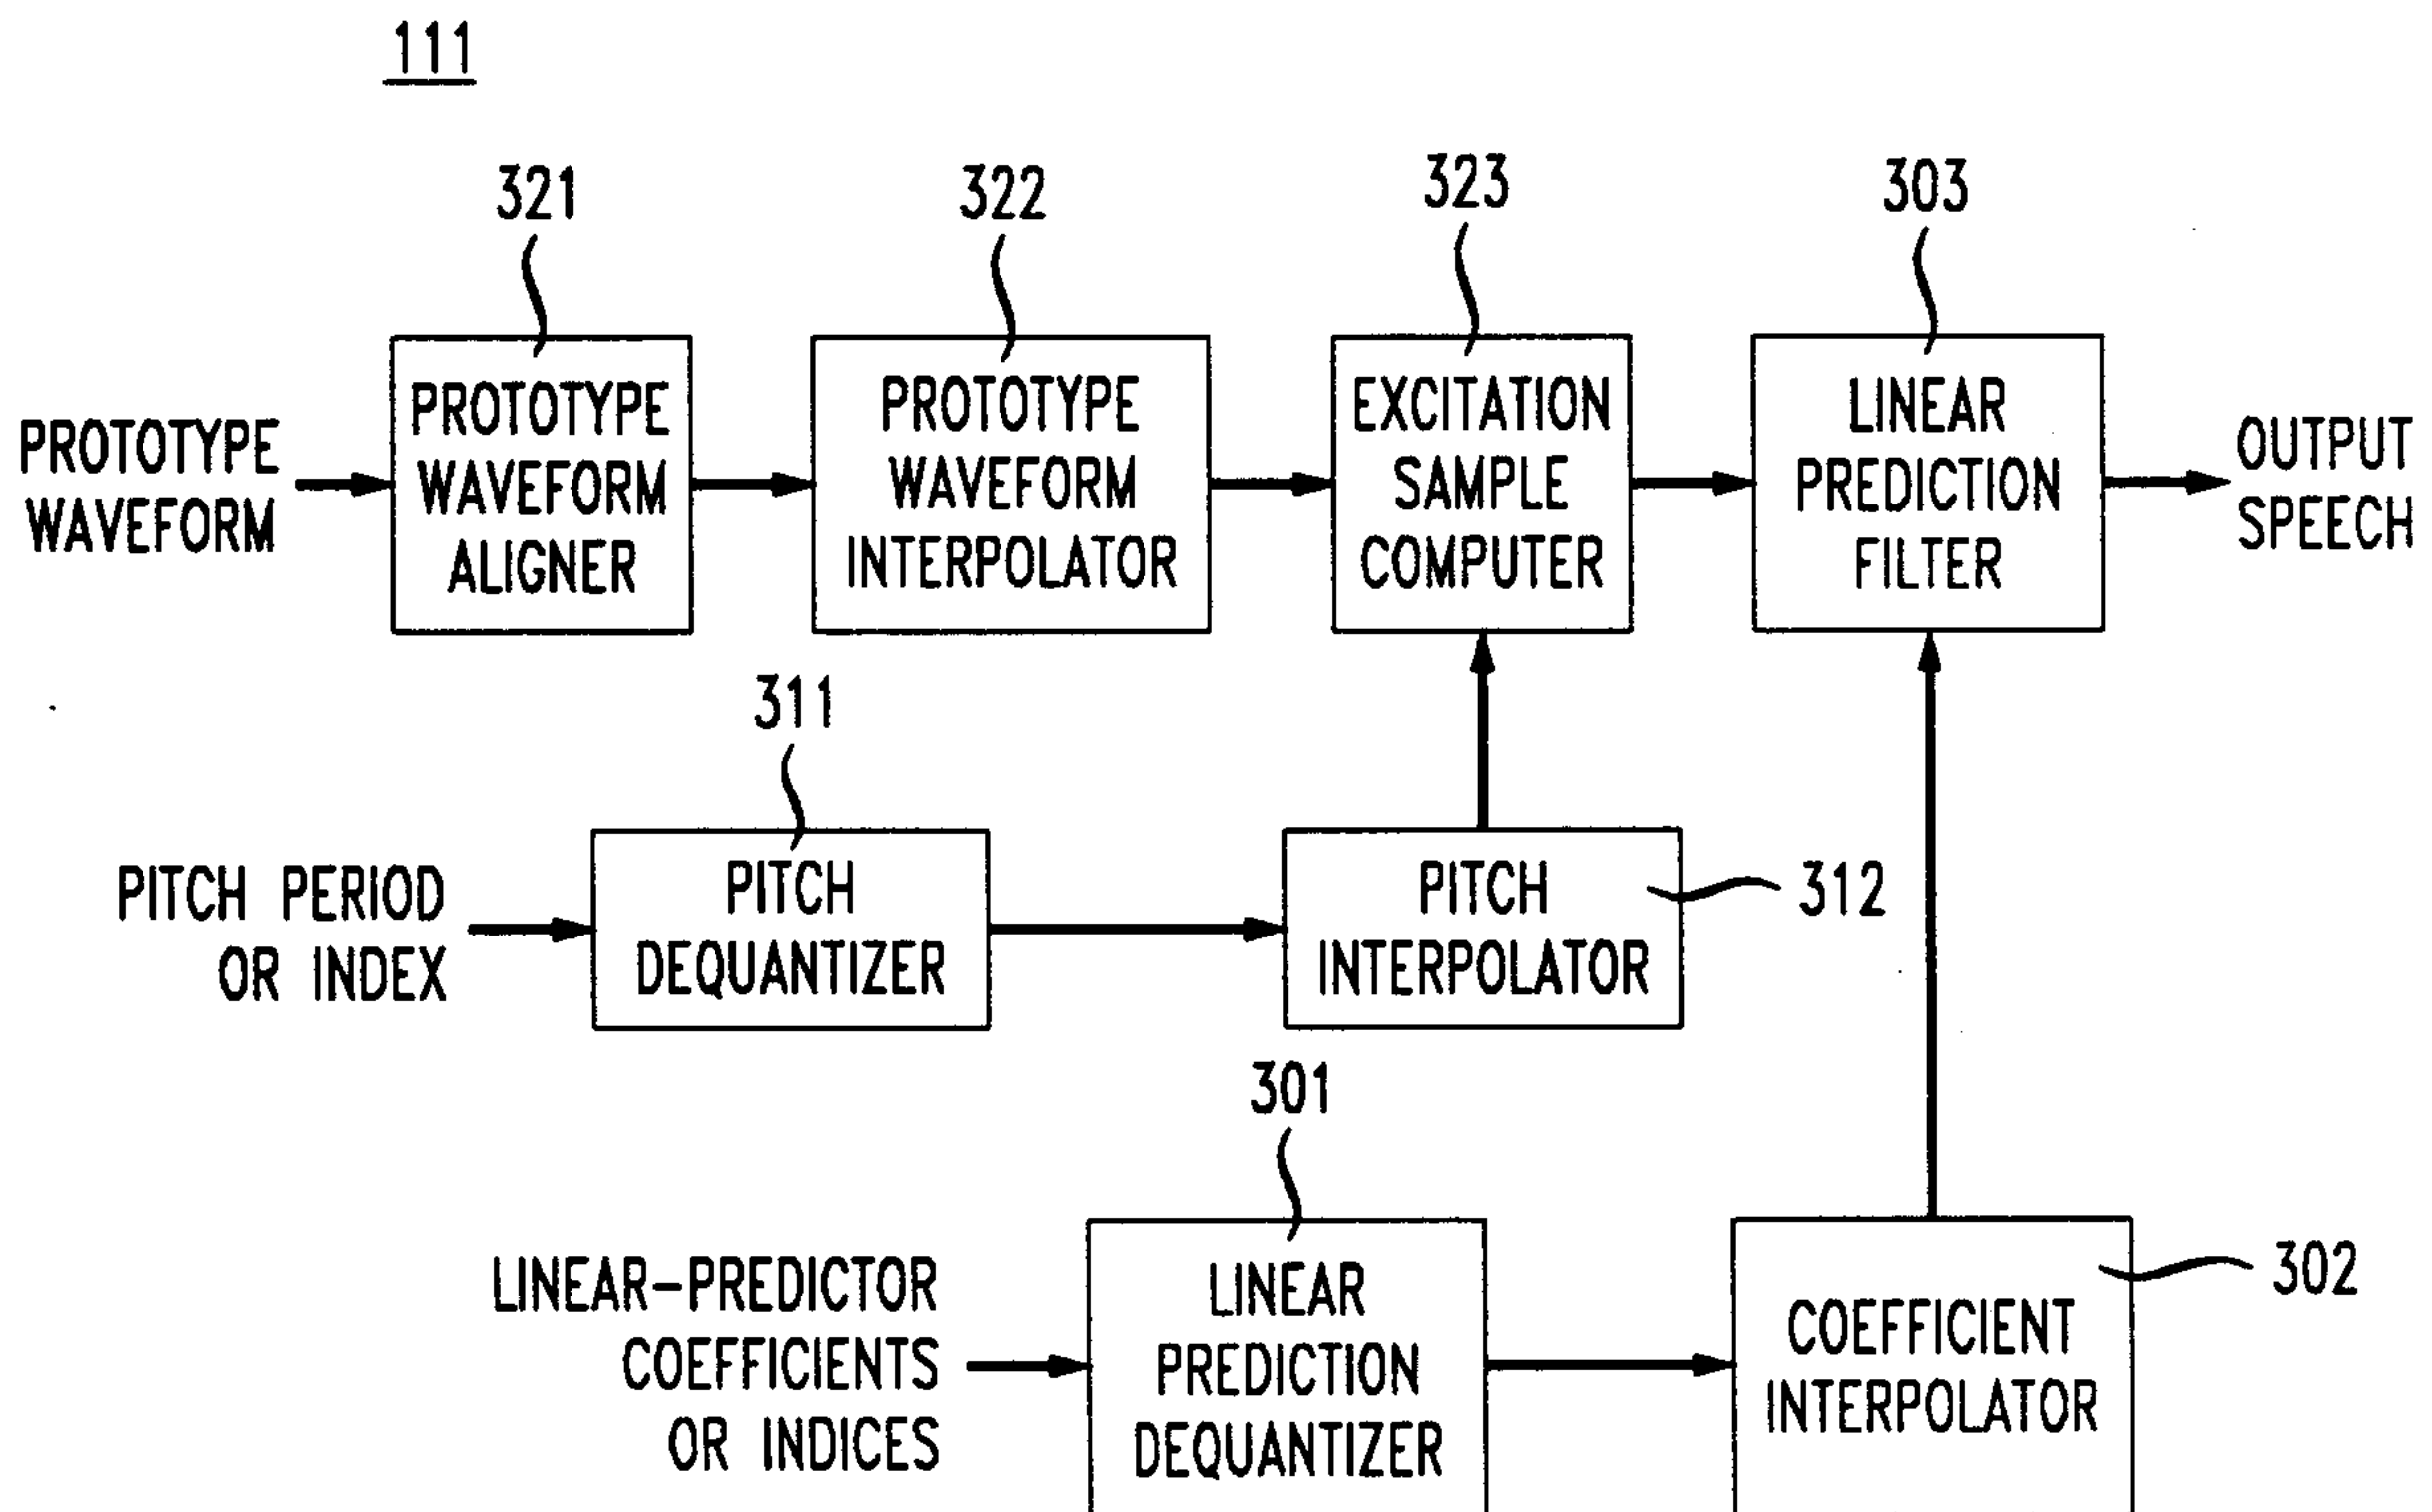 111
321
322
323
303
PROTOTYPE
WAVEFORM
PROTOTYPE
WAVEFORM
ALIGNER
PROTOTYPE
WAVEFORM
INTERPOLATOR
EXCITATION
SAMPLE
COMPUTER
LINEAR
PREDICTION
FILTER
OUTPUT
SPEECH
311
PITCH PERIOD
OR INDEX
PITCH
DEQUANTIZER
PITCH
INTERPOLATOR
312
301
LINEAR-PREDICTOR
COEFFICIENTS
OR INDICES
LINEAR
PREDICTION
DEQUANTIZER
COEFFICIENT
INTERPOLATOR
302